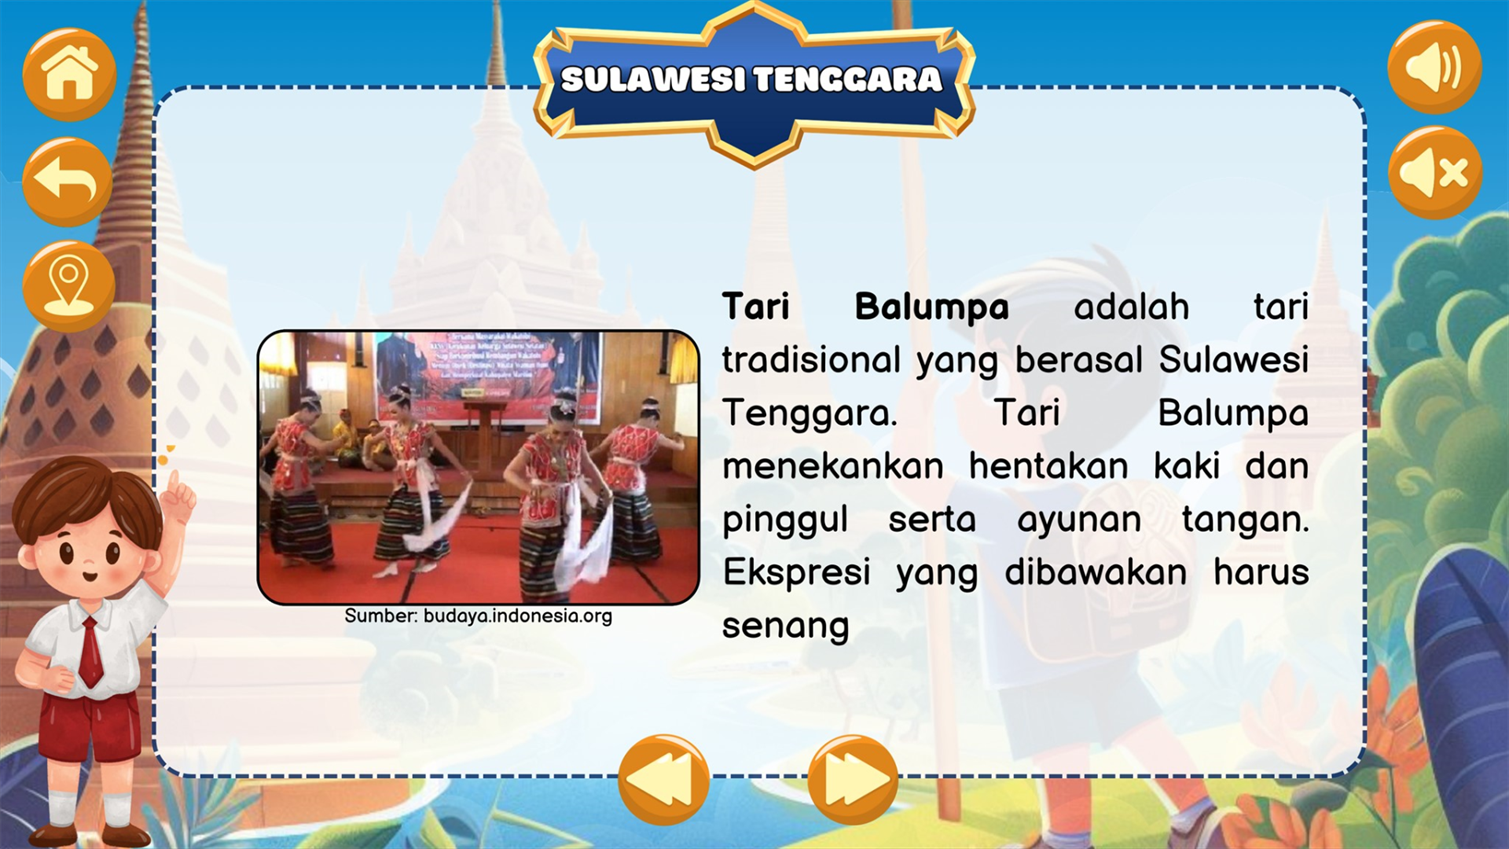 SULAWESI TENGGARA
Tari Balumpa adalah tari
tradisional yang berasal Sulawesi
Tenggara. Tari Balumpa
menekankan hentakan kaki dan
pinggul serta ayunan tangan.
Ekspresi yang dibawakan harus
senang
Sumber: budaya.indonesia.org